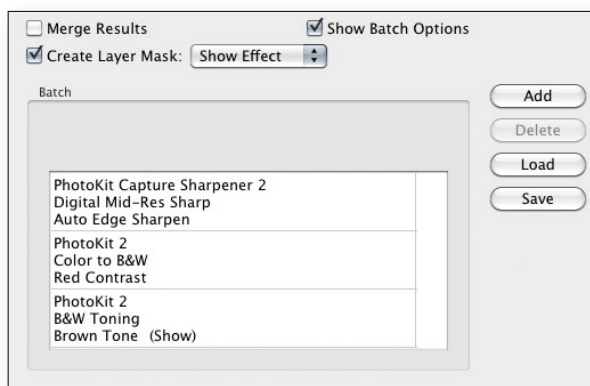 Merge Results
Show Batch Options
Create Layer Mask: Show Effect
Batch
Add
Delete
Load
Save
PhotoKit Capture Sharpener 2
Digital Mid-Res Sharp
Auto Edge Sharpen
PhotoKit 2
Color to B&W
Red Contrast
PhotoKit 2
B&W Toning
Brown Tone (Show)